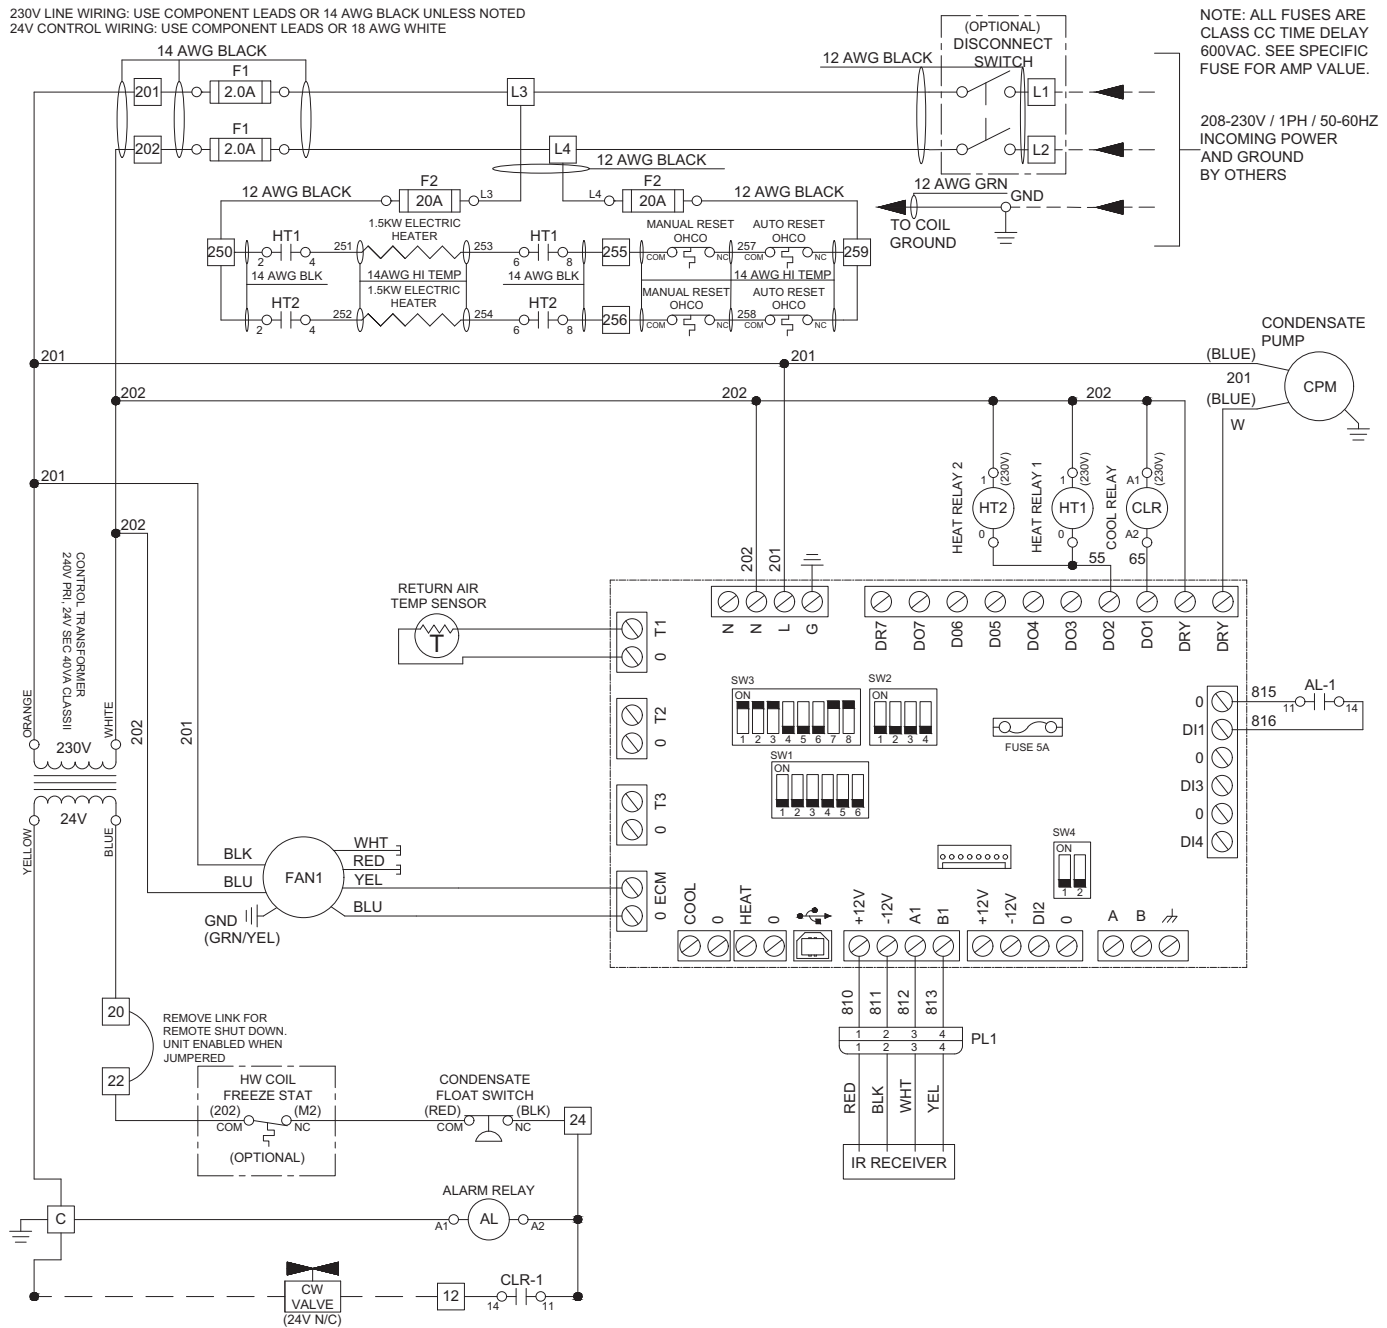 230V LINE WIRING: USE COMPONENT LEADS OR 14 AWG BLACK UNLESS NOTED
24V CONTROL WIRING: USE COMPONENT LEADS OR 18 AWG WHITE
14 AWG BLACK
201
F1
2.0A
202
F1
2.0A
L3
L4
12 AWG BLACK
(OPTIONAL)
DISCONNECT
SWITCH
L1
L2
NOTE: ALL FUSES ARE
CLASS CC TIME DELAY
600VAC. SEE SPECIFIC
FUSE FOR AMP VALUE.
208-230V / 1PH / 50-60HZ
INCOMING POWER
AND GROUND
BY OTHERS
12 AWG BLACK
12 AWG GRN
GND
TO COIL
GROUND
12 AWG BLACK
F2
20A
L3
L4
F2
20A
12 AWG BLACK
250
HT1
2 4
251
1.5KW ELECTRIC
HEATER
253
HT1
6 8
255
MANUAL RESET
OHCO
COM NC
257
AUTO RESET
OHCO
COM NC
259
14 AWG BLK
14AWG HI TEMP
14 AWG BLK
14 AWG HI TEMP
HT2
2 4
252
1.5KW ELECTRIC
HEATER
254
HT2
6 8
256
MANUAL RESET
OHCO
COM NC
258
AUTO RESET
OHCO
COM NC
201
201
(BLUE)
201
(BLUE)
W
CONDENSATE
PUMP
CPM
202
202
202
201
202
HEAT RELAY 2
1
(230V)
HT2
0
HEAT RELAY 1
1
(230V)
HT1
0
COOL RELAY
A1
(230V)
CLR
A2
55
65
202
201
CONTROL TRANSFORMER
240V PRI, 24V SEC 40VA CLASSII
ORANGE
WHITE
230V
24V
YELLOW
BLUE
202
201
RETURN AIR
TEMP SENSOR
T
T1
0
T2
0
T3
0
ECM
0
N
N
L
G
DR7
DO7
D06
D05
DO4
DO3
DO2
DO1
DRY
DRY
SW3
ON
1 2 3 4 5 6 7 8
SW2
ON
1 2 3 4
SW1
ON
1 2 3 4 5 6
FUSE 5A
SW4
ON
1 2
0
DI1
0
DI3
0
DI4
815
816
AL-1
11
14
BLK
BLU
FAN1
WHT
RED
YEL
BLU
GND
(GRN/YEL)
COOL
0
HEAT
0
+12V
-12V
A1
B1
+12V
-12V
DI2
0
A
B
810
811
812
813
1 2 3 4
1 2 3 4
PL1
RED
BLK
WHT
YEL
IR RECEIVER
20
22
REMOVE LINK FOR
REMOTE SHUT DOWN.
UNIT ENABLED WHEN
JUMPERED
HW COIL
FREEZE STAT
(202)
COM
(M2)
NC
(OPTIONAL)
CONDENSATE
FLOAT SWITCH
(RED)
COM
(BLK)
NC
24
C
ALARM RELAY
A1
AL
A2
CW
VALVE
(24V N/C)
12
CLR-1
14
11